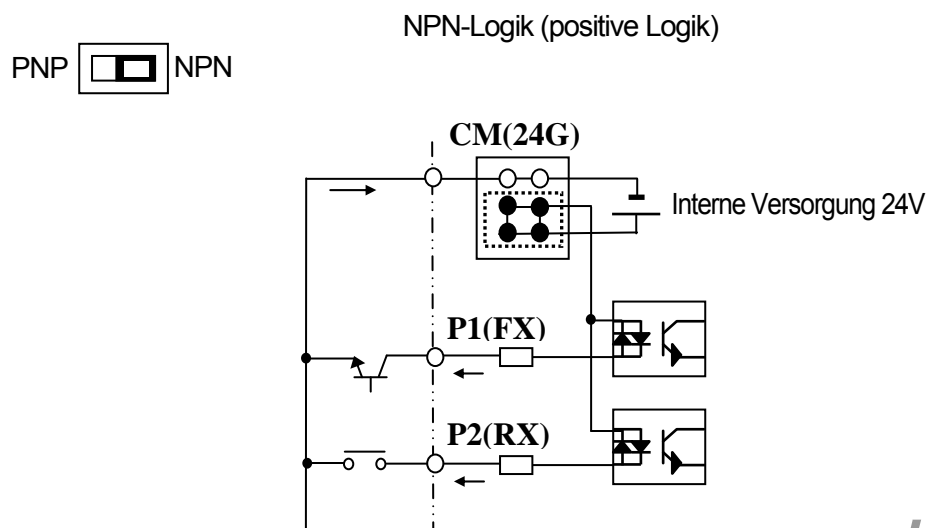 NPN-Logik (positive Logik)
PNP NPN
CM(24G)
Interne Versorgung 24V
P1(FX)
P2(RX)